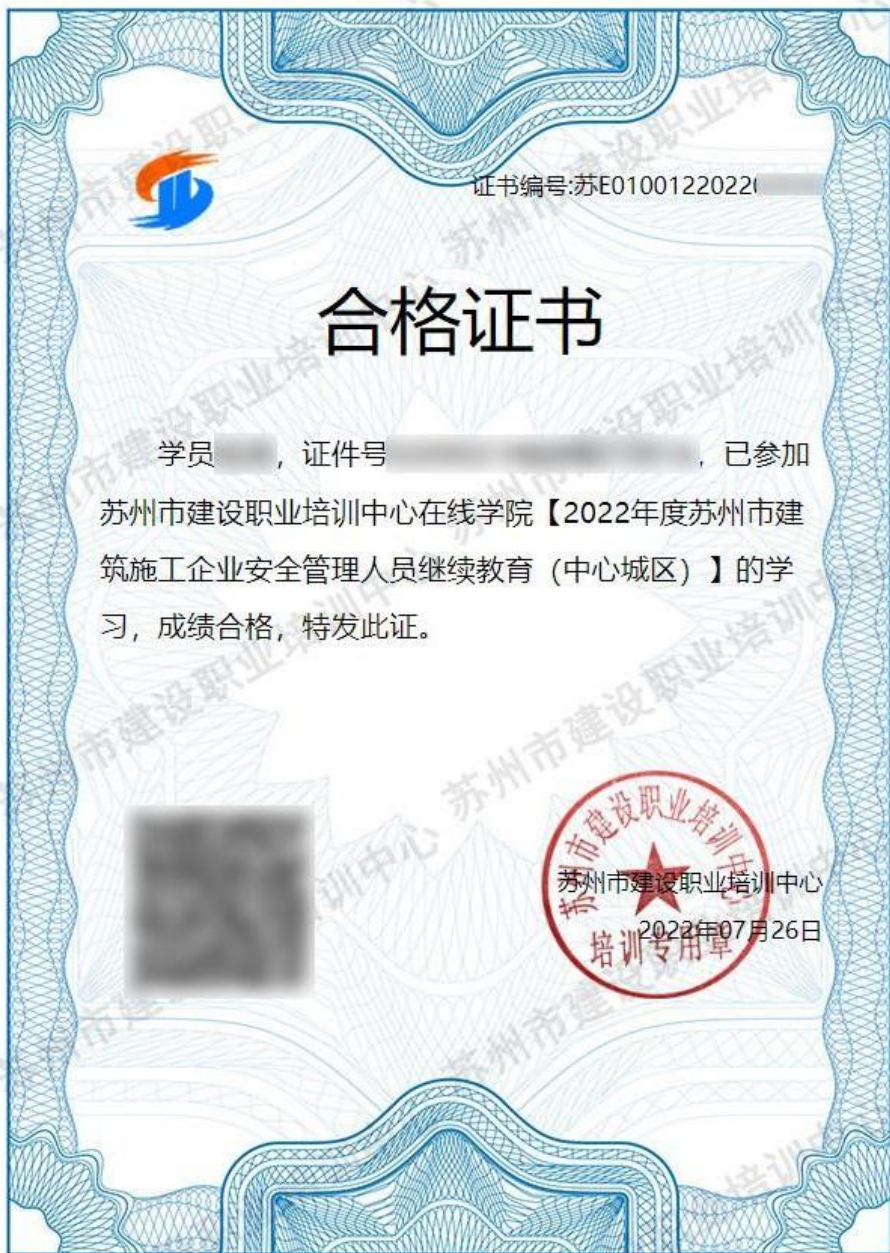 证书编号:苏E0100122022
合格证书
学员，证件号，已参加
苏州市建设职业培训中心在线学院【2022年度苏州市建
筑施工企业安全管理人员继续教育（中心城区）】的学
习，成绩合格，特发此证。
苏州市建设职业培训中心
苏州市建设职业培训中心
2022年07月26日
培训专用章